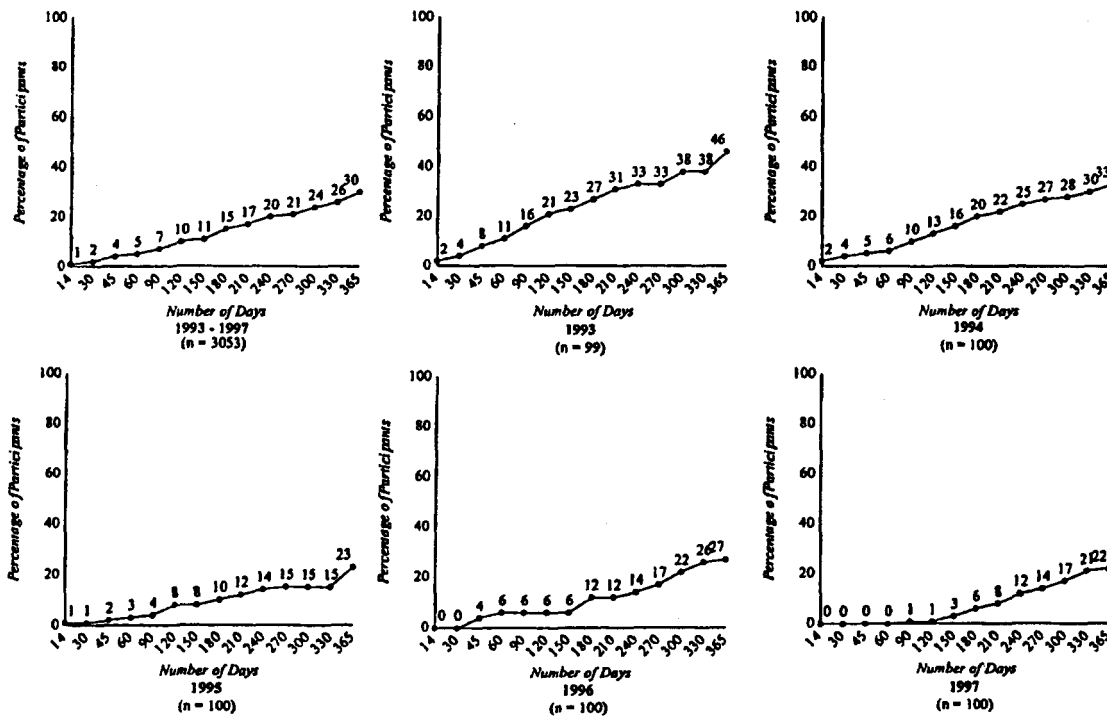 100
80
60
40
20
0
Percentage of Participants
1 2 4 5 7 10 11 15 17 20 21 24 26 30
14 30 45 60 90 120 150 180 210 240 270 300 330 365
Number of Days
1993 - 1997
(n = 3053)
100
80
60
40
20
0
Percentage of Participants
2 4 8 11 16 21 23 27 31 33 33 38 38 46
14 30 45 60 90 120 150 180 210 240 270 300 330 365
Number of Days
1993
(n = 99)
100
80
60
40
20
0
Percentage of Participants
2 4 5 6 10 13 16 20 22 25 27 28 30 33
14 30 45 60 90 120 150 180 210 240 270 300 330 365
Number of Days
1994
(n = 100)
100
80
60
40
20
0
Percentage of Participants
1 1 2 3 4 8 8 10 12 14 15 15 15 23
14 30 45 60 90 120 150 180 210 240 270 300 330 365
Number of Days
1995
(n = 100)
100
80
60
40
20
0
Percentage of Participants
0 0 4 6 6 6 6 12 12 14 17 22 26 27
14 30 45 60 90 120 150 180 210 240 270 300 330 365
Number of Days
1996
(n = 100)
100
80
60
40
20
0
Percentage of Participants
0 0 0 0 1 1 3 6 8 12 14 17 21 22
14 30 45 60 90 120 150 180 210 240 270 300 330 365
Number of Days
1997
(n = 100)